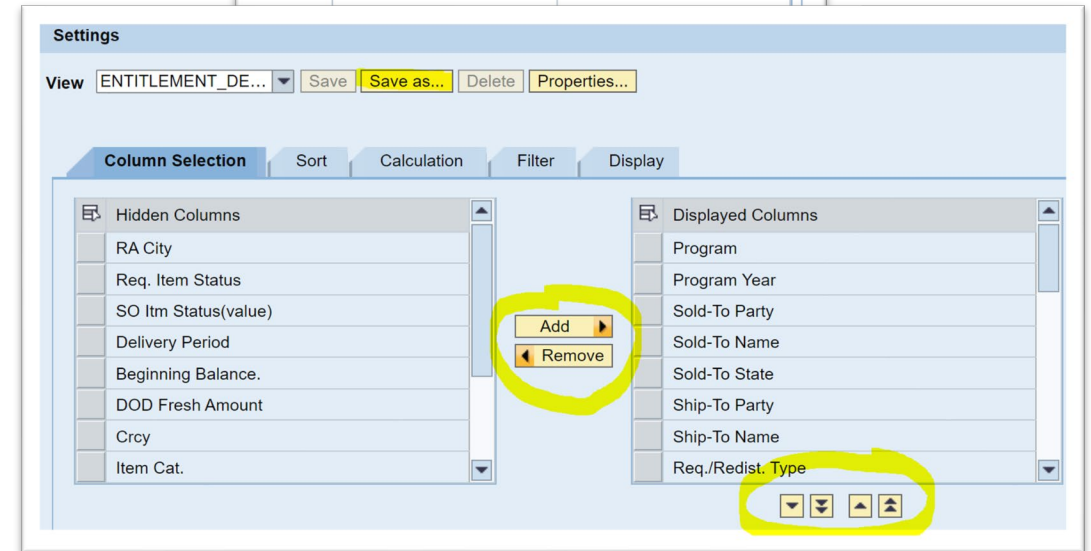 Settings
View ENTITLEMENT_DE... Save Save as... Delete Properties...
Column Selection Sort Calculation Filter Display
Hidden Columns
RA City
Req. Item Status
SO Itm Status(value)
Delivery Period
Beginning Balance.
DOD Fresh Amount
Crcy
Item Cat.
Add
Remove
Displayed Columns
Program
Program Year
Sold-To Party
Sold-To Name
Sold-To State
Ship-To Party
Ship-To Name
Req./Redist. Type